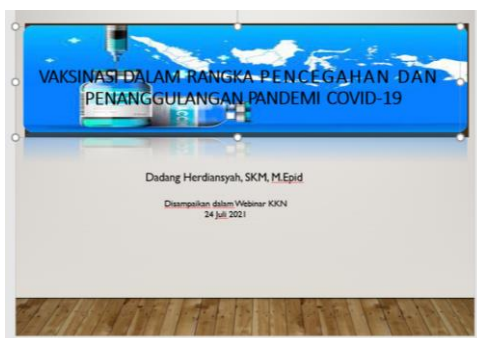 VAKSINASI DALAM RANGKA PENCEGAHAN DAN
PENANGGULANGAN PANDEMI COVID-19
Dadang Herdiansyah, SKM, M.Epid
Disampaikan dalam Webinar KKN
24 Juli 2021